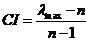 CI = (λmax − n) / (n − 1)